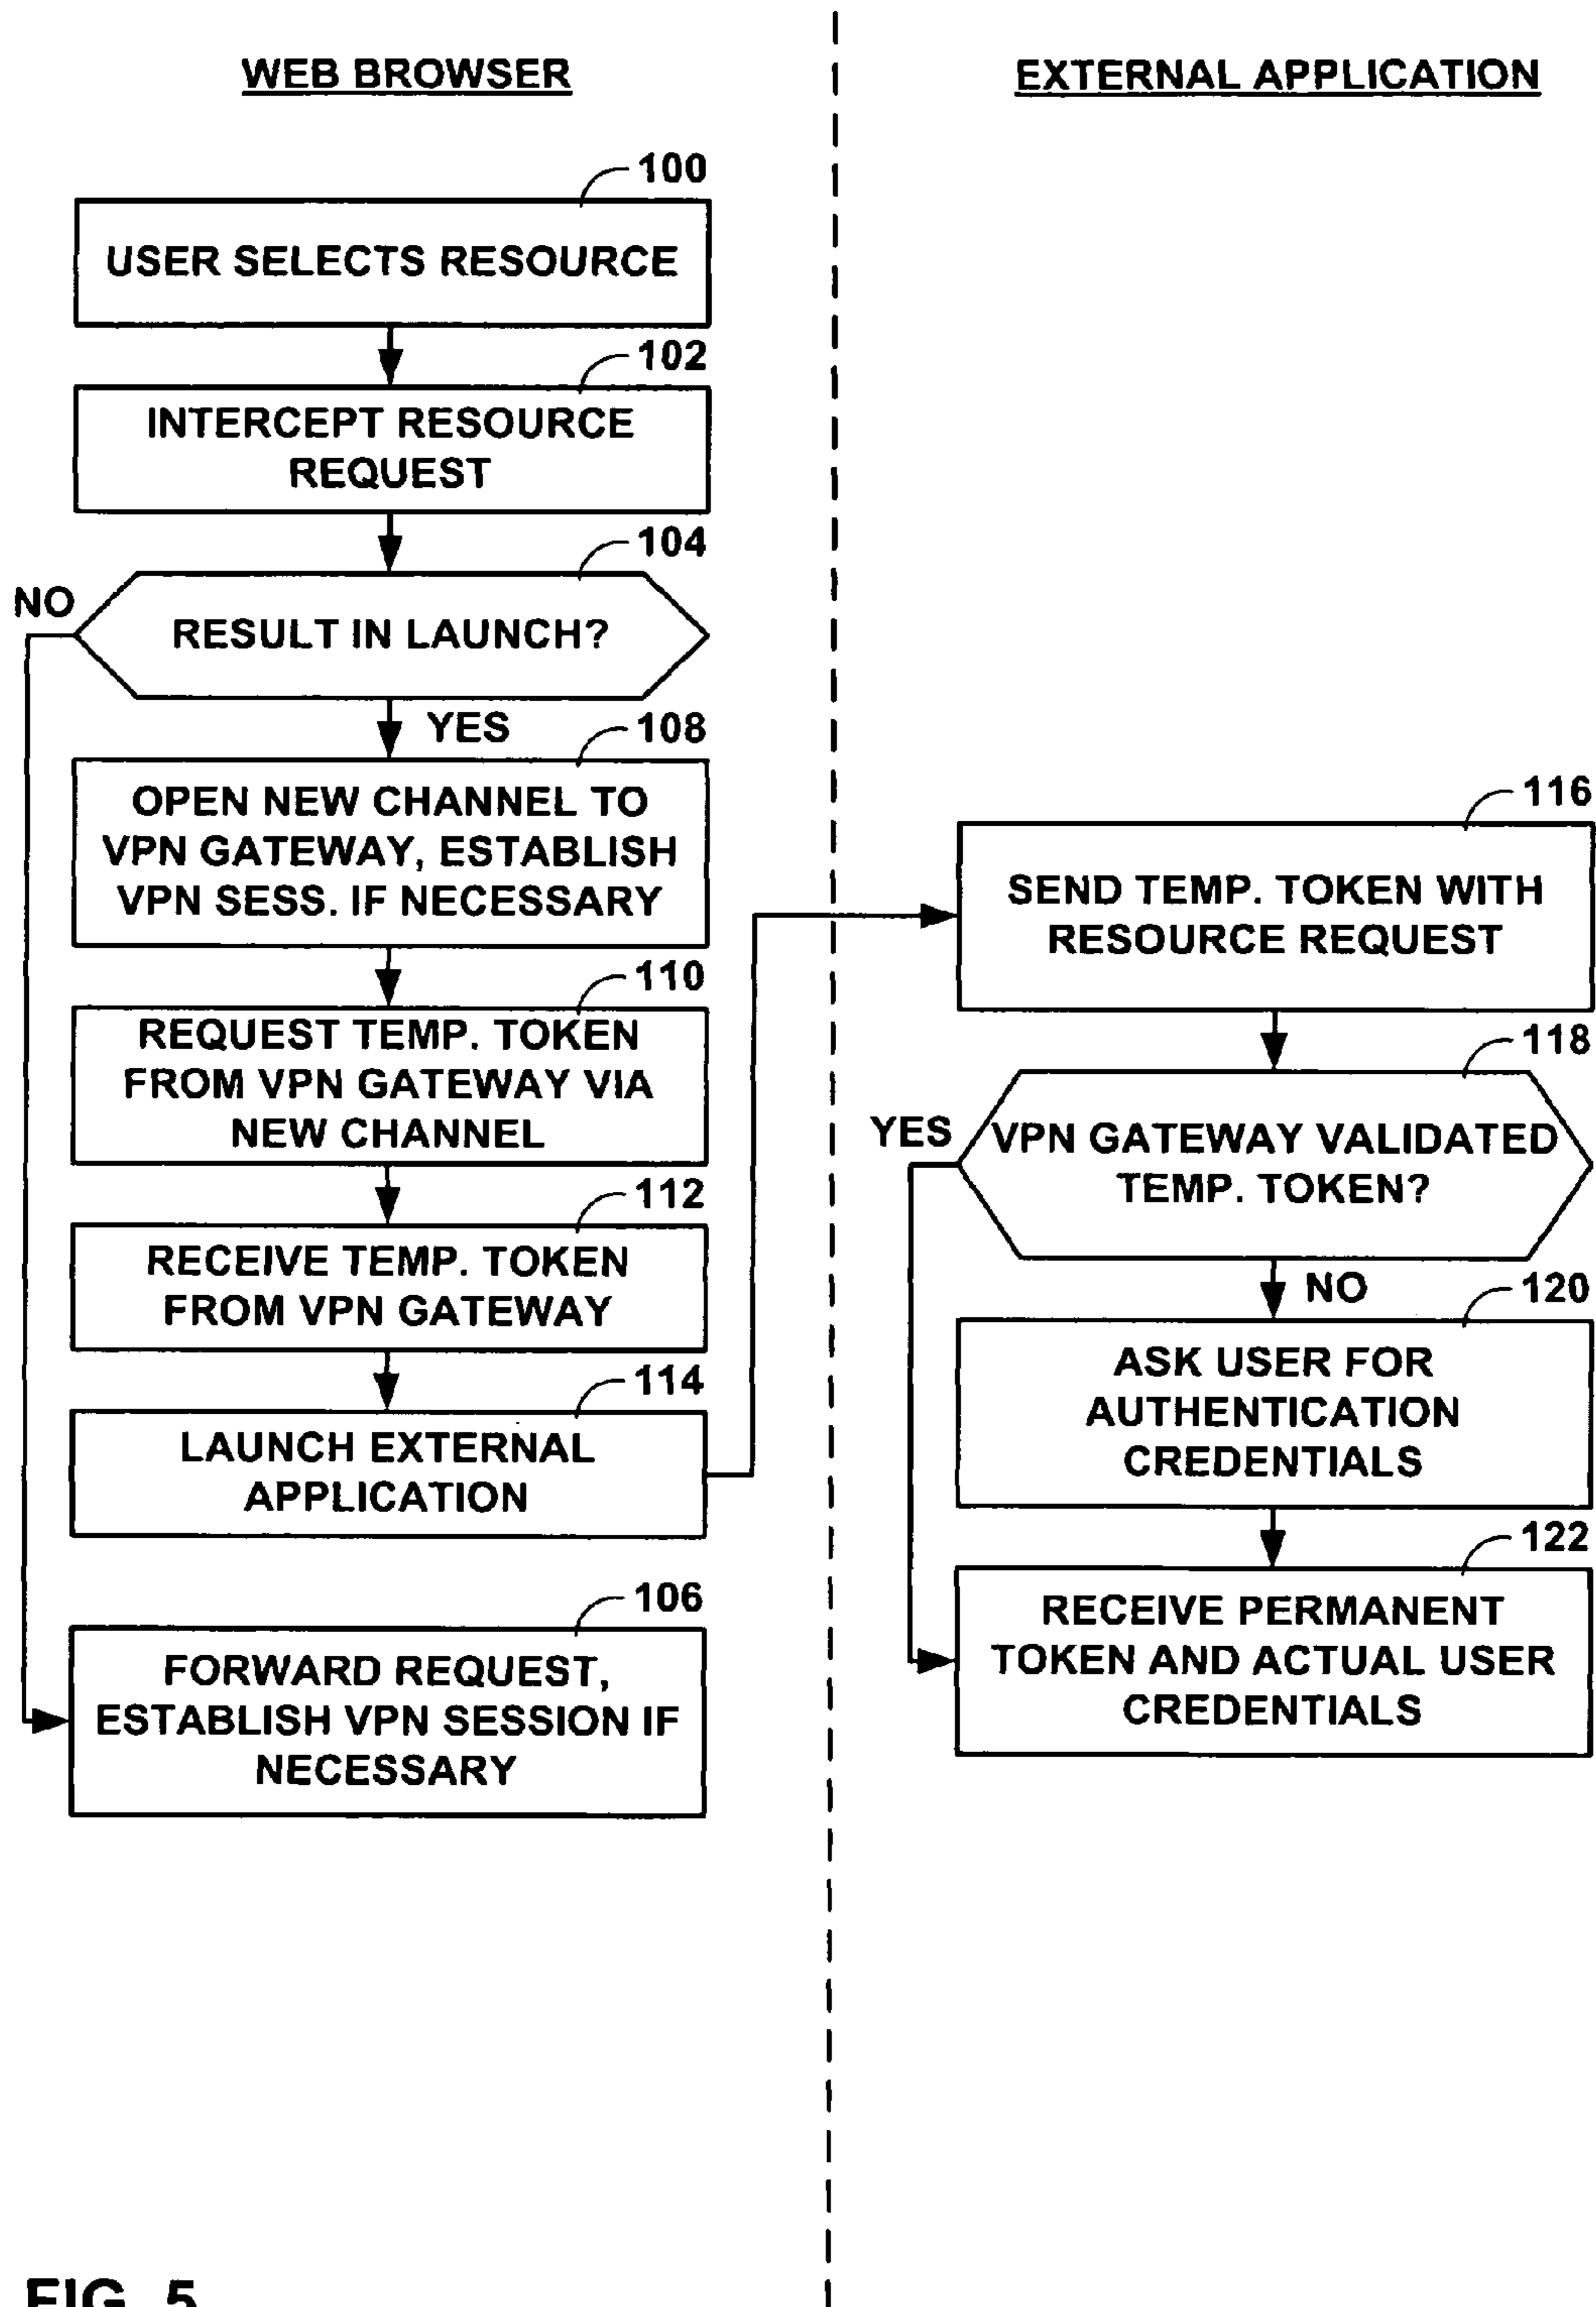 WEB BROWSER
100
USER SELECTS RESOURCE
102
INTERCEPT RESOURCE
REQUEST
104
NO
RESULT IN LAUNCH?
YES
108
OPEN NEW CHANNEL TO
VPN GATEWAY, ESTABLISH
VPN SESS. IF NECESSARY
110
REQUEST TEMP. TOKEN
FROM VPN GATEWAY VIA
NEW CHANNEL
112
RECEIVE TEMP. TOKEN
FROM VPN GATEWAY
114
LAUNCH EXTERNAL
APPLICATION
106
FORWARD REQUEST,
ESTABLISH VPN SESSION IF
NECESSARY
EXTERNAL APPLICATION
116
SEND TEMP. TOKEN WITH
RESOURCE REQUEST
118
YES
VPN GATEWAY VALIDATED
TEMP. TOKEN?
NO
120
ASK USER FOR
AUTHENTICATION
CREDENTIALS
122
RECEIVE PERMANENT
TOKEN AND ACTUAL USER
CREDENTIALS
FIG. 5